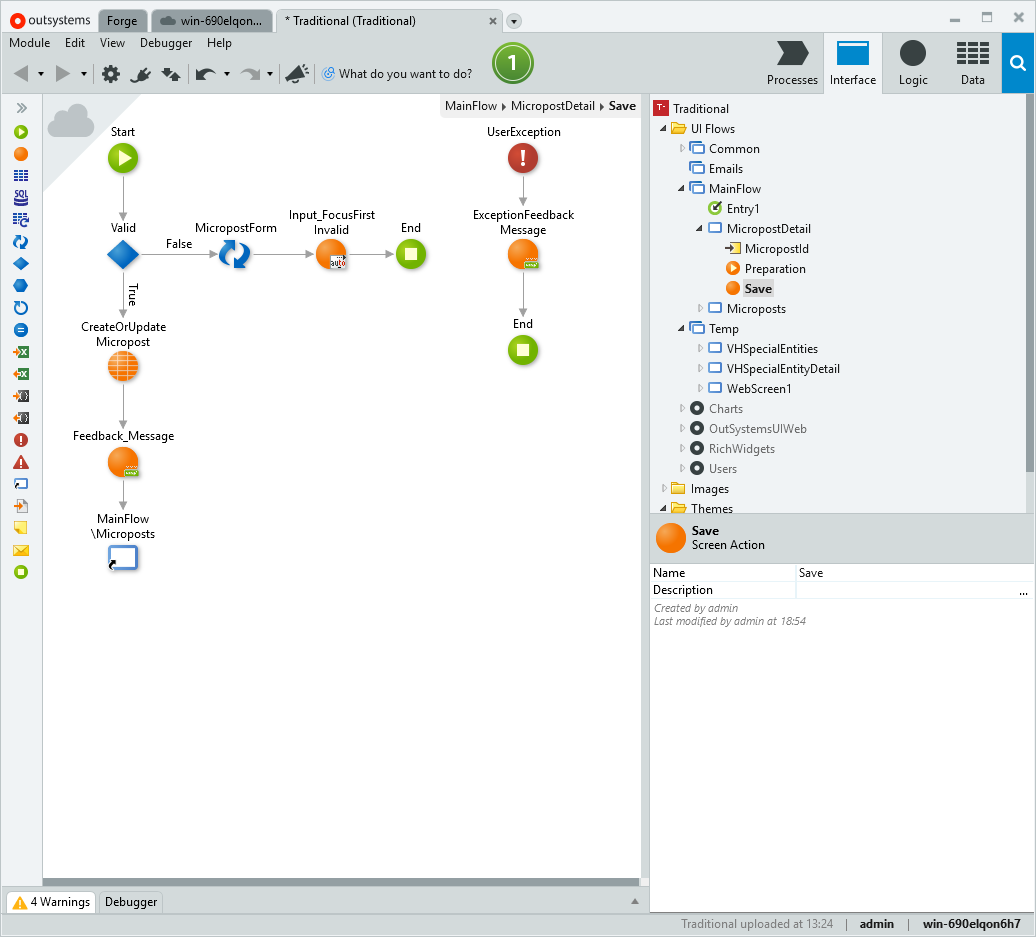 outsystems
Forge
win-690elqon...
* Traditional (Traditional)
Module Edit View Debugger Help
What do you want to do?
1
Processes
Interface
Logic
Data
MainFlow MicropostDetail Save
SQL
Start
Valid
False
MicropostForm
Input_FocusFirst
Invalid
auto
End
True
CreateOrUpdate
Micropost
Feedback_Message
MainFlow
\Microposts
UserException
ExceptionFeedback
Message
End
T-
Traditional
UI Flows
Common
Emails
MainFlow
Entry1
MicropostDetail
MicropostId
Preparation
Save
Microposts
Temp
VHSpecialEntities
VHSpecialEntityDetail
WebScreen1
Charts
OutSystemsUIWeb
RichWidgets
Users
Images
Themes
Save
Screen Action
Name Save
Description ...
Created by admin
Last modified by admin at 18:54
4 Warnings
Debugger
Traditional uploaded at 13:24 | admin | win-690elqon6h7